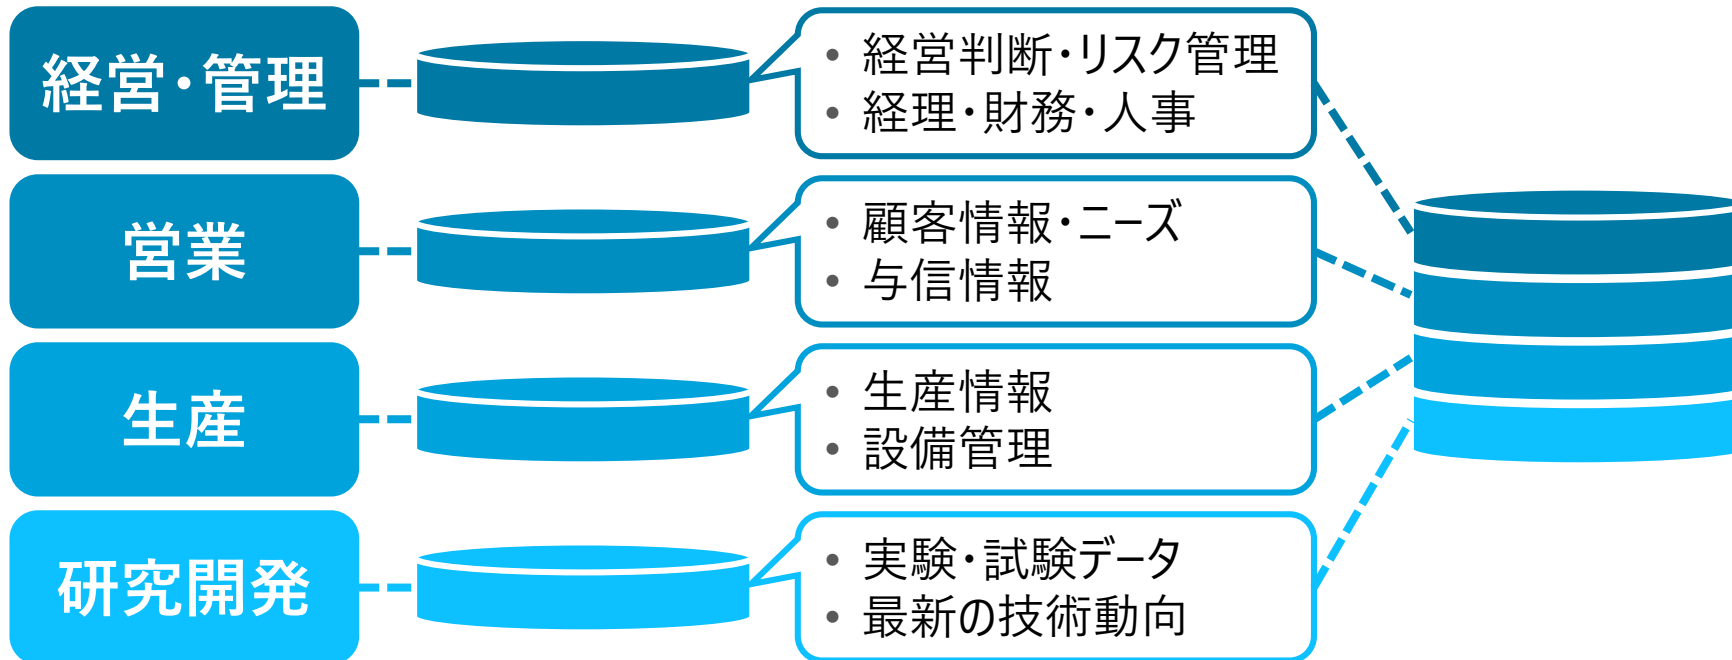 経営・管理
• 経営判断・リスク管理
• 経理・財務・人事
営業
• 顧客情報・ニーズ
• 与信情報
生産
• 生産情報
• 設備管理
研究開発
• 実験・試験データ
• 最新の技術動向